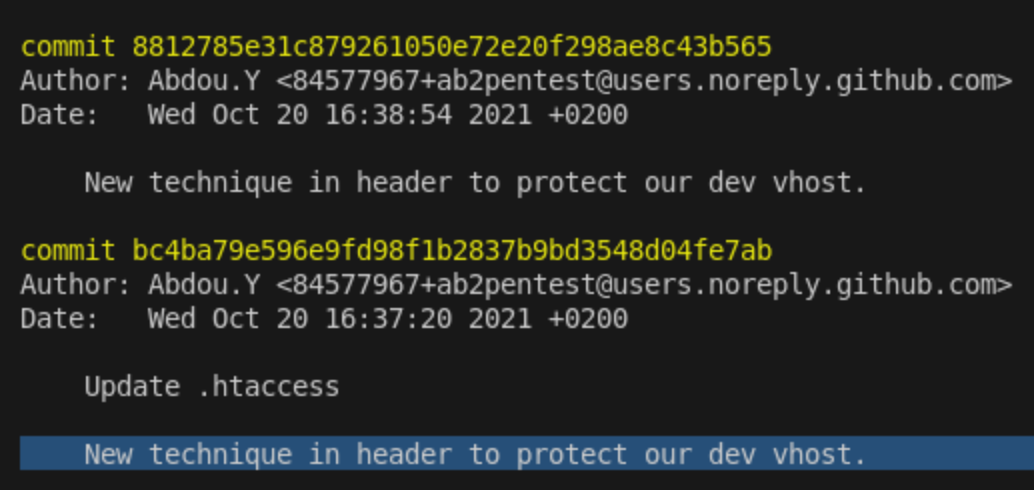 commit 8812785e31c879261050e72e20f298ae8c43b565
Author: Abdou.Y <84577967+ab2pentest@users.noreply.github.com>
Date:   Wed Oct 20 16:38:54 2021 +0200
New technique in header to protect our dev vhost.
commit bc4ba79e596e9fd98f1b2837b9bd3548d04fe7ab
Author: Abdou.Y <84577967+ab2pentest@users.noreply.github.com>
Date:   Wed Oct 20 16:37:20 2021 +0200
Update .htaccess
New technique in header to protect our dev vhost.